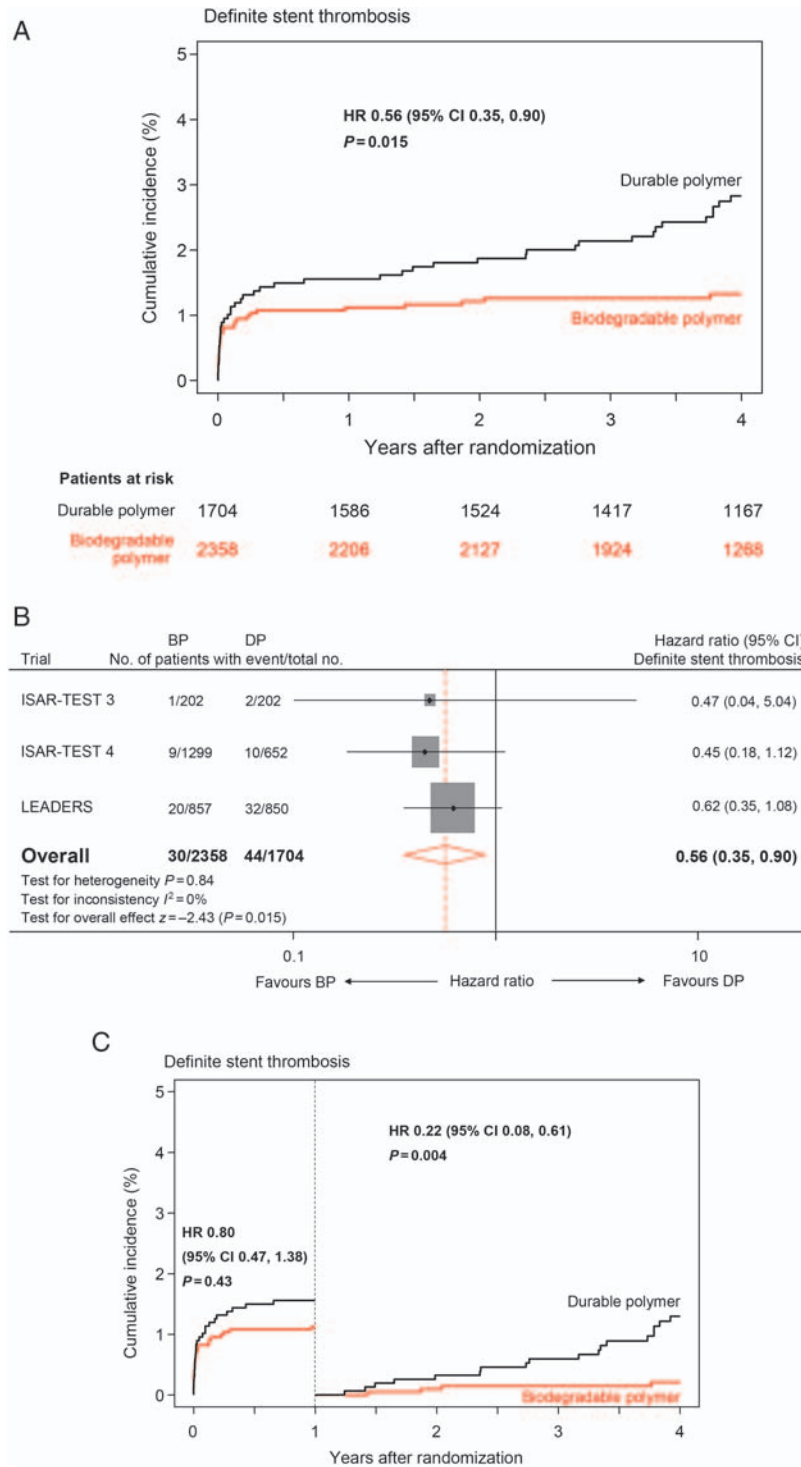 A
Definite stent thrombosis
5
4
3
2
1
0
Cumulative incidence (%)
HR 0.56 (95% CI 0.35, 0.90)
P=0.015
Durable polymer
Biodegradable polymer
0 1 2 3 4
Years after randomization
Patients at risk
Durable polymer 1704 1586 1524 1417 1167
Biodegradable
polymer 2358 2206 2127 1924 1268
B
BP DP Hazard ratio (95% CI)
Trial No. of patients with event/total no. Definite stent thrombosis
ISAR-TEST 3 1/202 2/202 0.47 (0.04, 5.04)
ISAR-TEST 4 9/1299 10/652 0.45 (0.18, 1.12)
LEADERS 20/857 32/850 0.62 (0.35, 1.08)
Overall 30/2358 44/1704 0.56 (0.35, 0.90)
Test for heterogeneity P=0.84
Test for inconsistency I²=0%
Test for overall effect z=–2.43 (P=0.015)
0.1 10
Favours BP Hazard ratio Favours DP
C
Definite stent thrombosis
5
4
3
2
1
0
Cumulative incidence (%)
HR 0.22 (95% CI 0.08, 0.61)
P=0.004
HR 0.80
(95% CI 0.47, 1.38)
P=0.43
Durable polymer
Biodegradable polymer
0 1 2 3 4
Years after randomization